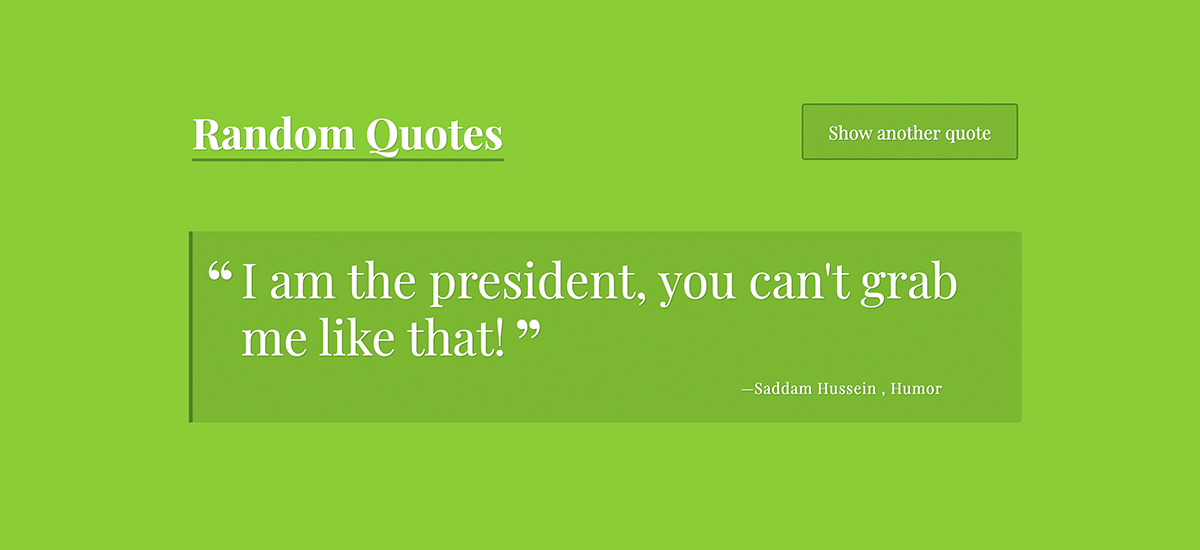 Random Quotes
Show another quote
“ I am the president, you can't grab
me like that! ”
—Saddam Hussein , Humor